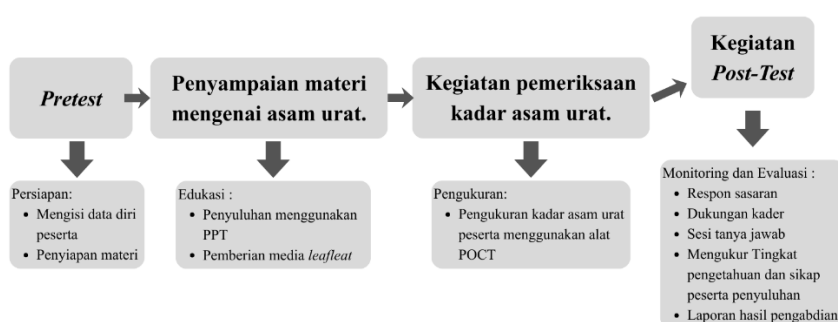 Pretest
Penyampaian materi
mengenai asam urat.
Kegiatan pemeriksaan
kadar asam urat.
Kegiatan
Post-Test
Persiapan:
• Mengisi data diri
peserta
• Penyiapan materi
Edukasi :
• Penyuluhan menggunakan
PPT
• Pemberian media leafleat
Pengukuran:
• Pengukuran kadar asam urat
peserta menggunakan alat
POCT
Monitoring dan Evaluasi :
• Respon sasaran
• Dukungan kader
• Sesi tanya jawab
• Mengukur Tingkat
pengetahuan dan sikap
peserta penyuluhan
• Laporan hasil pengabdian